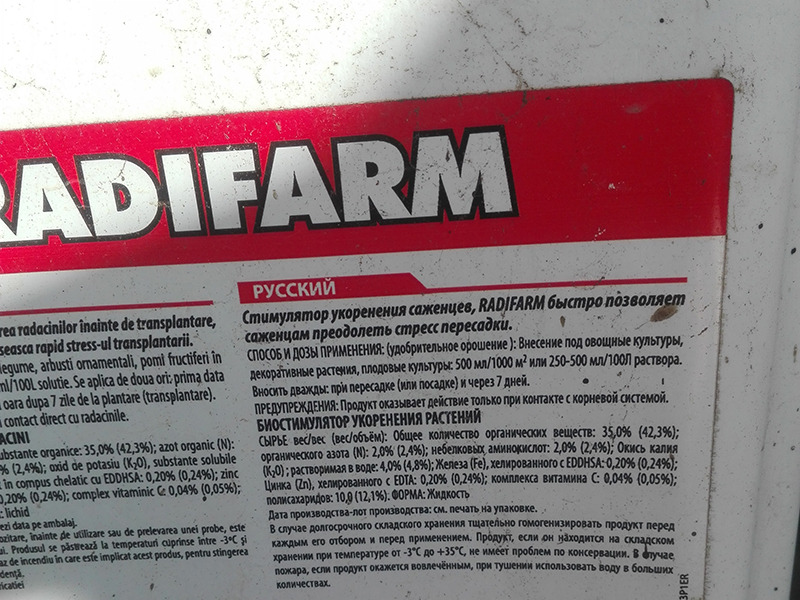 RADIFARM
rea radacinilor înainte de transplantare,
seasca rapid stress-ul transplantarii.
legume, arbusti ornamentali, pomi fructiferi în
ml/100L solutie. Se aplica de doua ori: prima data
oara dupa 7 zile de la plantare (transplantare).
contact direct cu radacinile.
ACINI
ubstante organice: 35,0% (42,3%); azot organic (N):
% (2,4%); oxid de potasiu (K₂O), substante solubile
t in compus chelatic cu EDDHSA: 0,20% (0,24%); zinc
0,20% (0,24%); complex vitaminic C: 0,04% (0,05%);
: lichid
ezi data pe ambalaj.
ozitare, înainte de utilizare sau de prelevarea unei probe, este
ui. Produsul se păstrează la temperaturi cuprinse între -3°C şi
az de incendiu în care este implicat acest produs, pentru stingerea
dență.
ricatiei
РУССКИЙ
Стимулятор укоренения саженцев, RADIFARM быстро позволяет
саженцам преодолеть стресс пересадки.
СПОСОБ И ДОЗЫ ПРИМЕНЕНИЯ: (удобрительное орошение ): Внесение под овощные культуры,
декоративные растения, плодовые культуры: 500 мл/1000 м² или 250-500 мл/100Л раствора.
Вносить дважды: при пересадке (или посадке) и через 7 дней.
ПРЕДУПРЕЖДЕНИЯ: Продукт оказывает действие только при контакте с корневой системой.
БИОСТИМУЛЯТОР УКОРЕНЕНИЯ РАСТЕНИЙ
СЫРЬЕ вес/вес (вес/объём): Общее количество органических веществ: 35,0% (42,3%);
органического азота (N): 2,0% (2,4%); небелковых аминокислот: 2,0% (2,4%); Окись калия
(K₂O) ; растворимая в воде: 4,0% (4,8%); Железа (Fe), хелированного с EDDHSA: 0,20% (0,24%);
Цинка (Zn), хелированного с EDTA: 0,20% (0,24%); комплекса витамина С: 0,04% (0,05%);
полисахаридов: 10,0 (12,1%). ФОРМА: Жидкость
Дата производства-лот производства: см. печать на упаковке.
В случае долгосрочного складского хранения тщательно гомогенизировать продукт перед
каждым его отбором и перед применением. Продукт, если он находится на складском
хранении при температуре от -3°С до +35°С, не имеет проблем по консервации. В случае
пожара, если продукт окажется вовлечённым, при тушении использовать воду в больших
количествах.
3P1ER